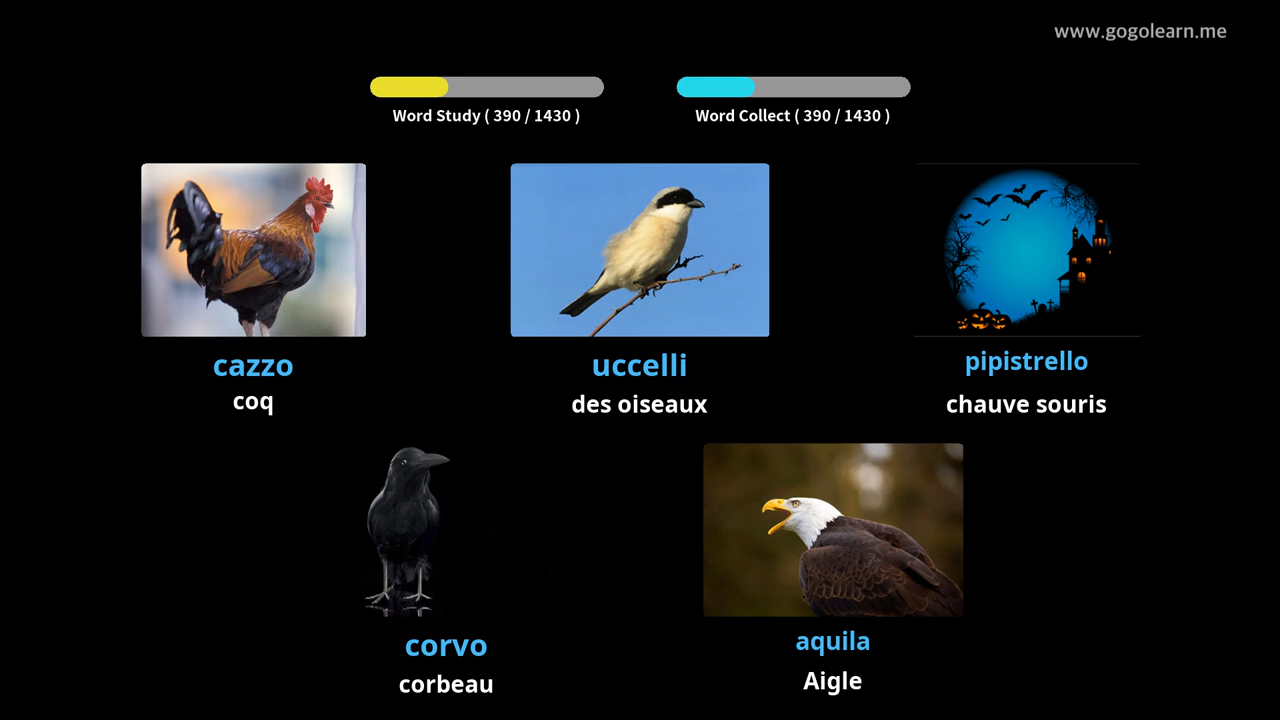 www.gogolearn.me
Word Study ( 390 / 1430 )
Word Collect ( 390 / 1430 )
cazzo
coq
uccelli
des oiseaux
pipistrello
chauve souris
corvo
corbeau
aquila
Aigle